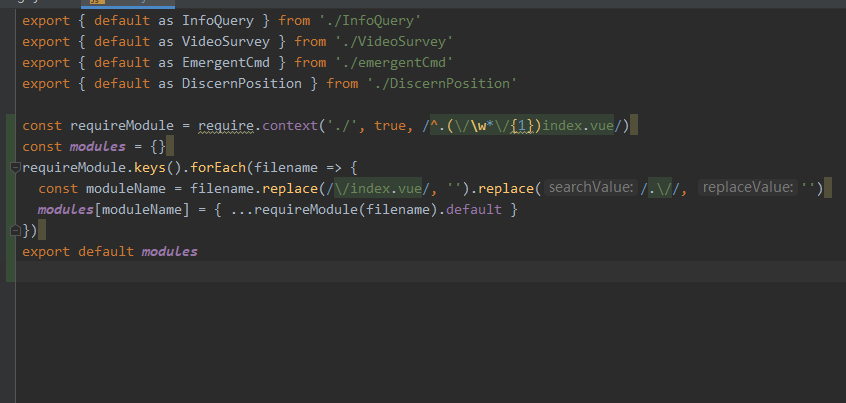 export { default as InfoQuery } from './InfoQuery'
export { default as VideoSurvey } from './VideoSurvey'
export { default as EmergentCmd } from './emergentCmd'
export { default as DiscernPosition } from './DiscernPosition'
const requireModule = require.context('./', true, /^.(\/\w*\/{1})index.vue/)
const modules = {}
requireModule.keys().forEach(filename => {
const moduleName = filename.replace(/\/index.vue/, '').replace( searchValue: /.\//, replaceValue: '')
modules[moduleName] = { ...requireModule(filename).default }
})
export default modules